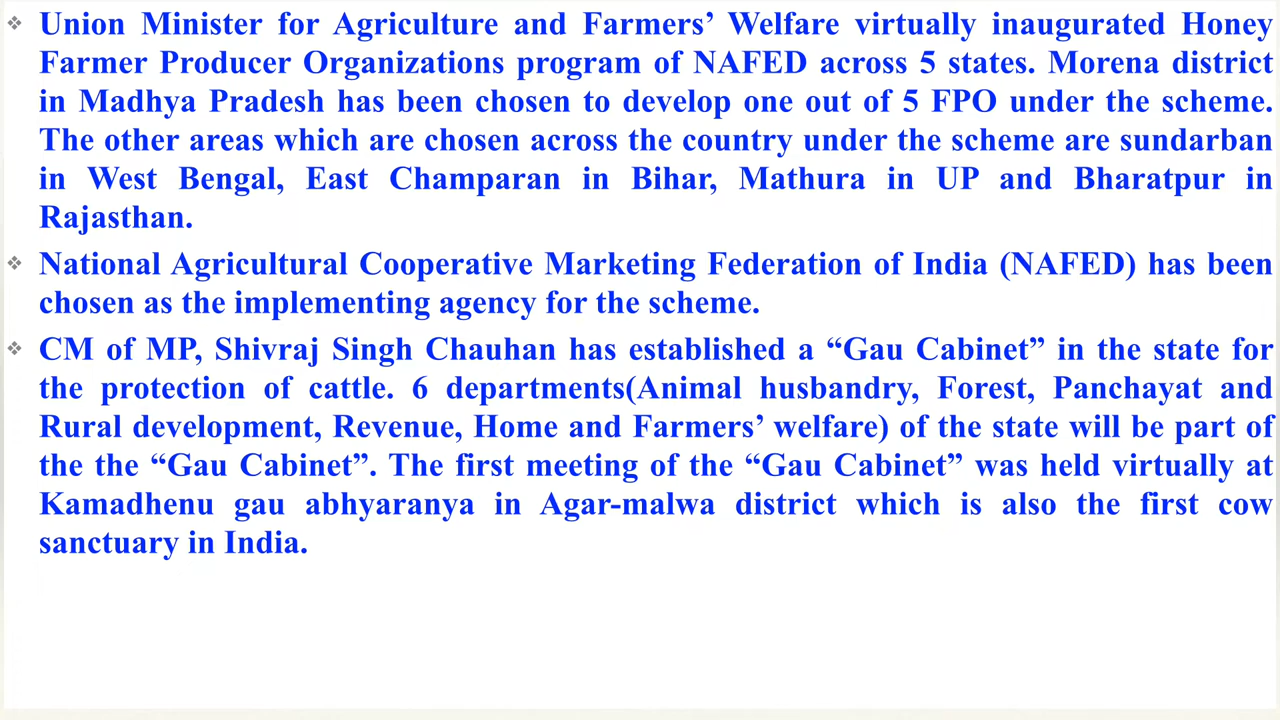 ❖ Union Minister for Agriculture and Farmers’ Welfare virtually inaugurated Honey
Farmer Producer Organizations program of NAFED across 5 states. Morena district
in Madhya Pradesh has been chosen to develop one out of 5 FPO under the scheme.
The other areas which are chosen across the country under the scheme are sundarban
in West Bengal, East Champaran in Bihar, Mathura in UP and Bharatpur in
Rajasthan.
❖ National Agricultural Cooperative Marketing Federation of India (NAFED) has been
chosen as the implementing agency for the scheme.
❖ CM of MP, Shivraj Singh Chauhan has established a “Gau Cabinet” in the state for
the protection of cattle. 6 departments(Animal husbandry, Forest, Panchayat and
Rural development, Revenue, Home and Farmers’ welfare) of the state will be part of
the the “Gau Cabinet”. The first meeting of the “Gau Cabinet” was held virtually at
Kamadhenu gau abhyaranya in Agar-malwa district which is also the first cow
sanctuary in India.